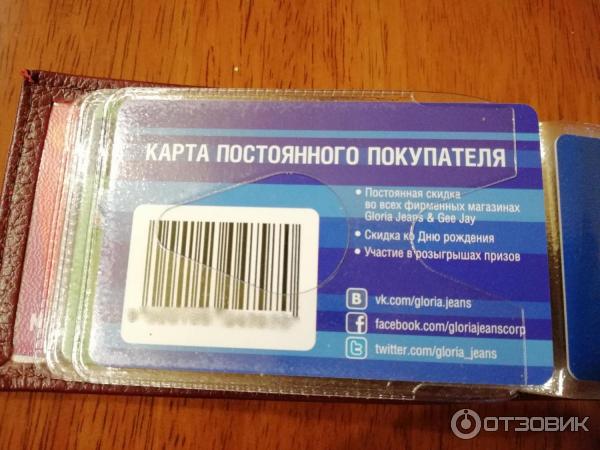 КАРТА ПОСТОЯННОГО ПОКУПАТЕЛЯ
• Постоянная скидка
во всех фирменных магазинах
Gloria Jeans & Gee Jay
• Скидка ко Дню рождения
• Участие в розыгрышах призов
B vk.com/gloria.jeans
f facebook.com/gloriajeanscorp
t twitter.com/gloria_jeans
ОТЗОВИК